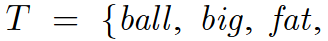 T = {ball, big, fat,